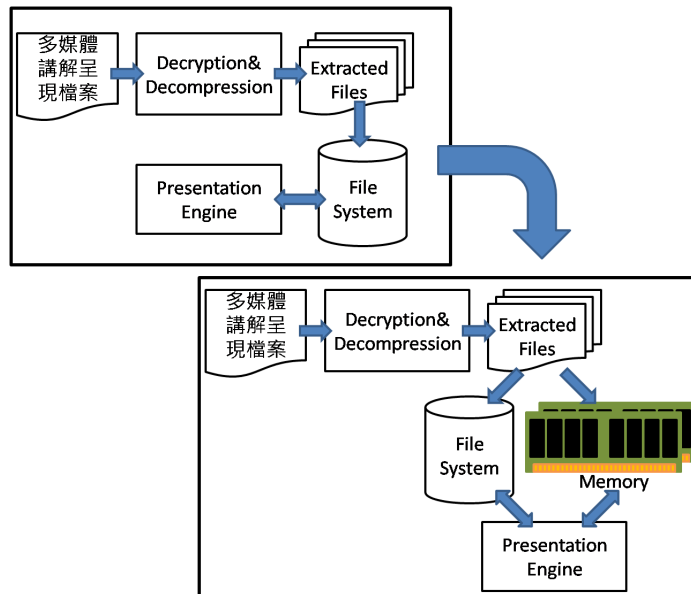 多媒體
講解呈
現檔案
Decryption&
Decompression
Extracted
Files
Presentation
Engine
File
System
多媒體
講解呈
現檔案
Decryption&
Decompression
Extracted
Files
File
System
Memory
Presentation
Engine